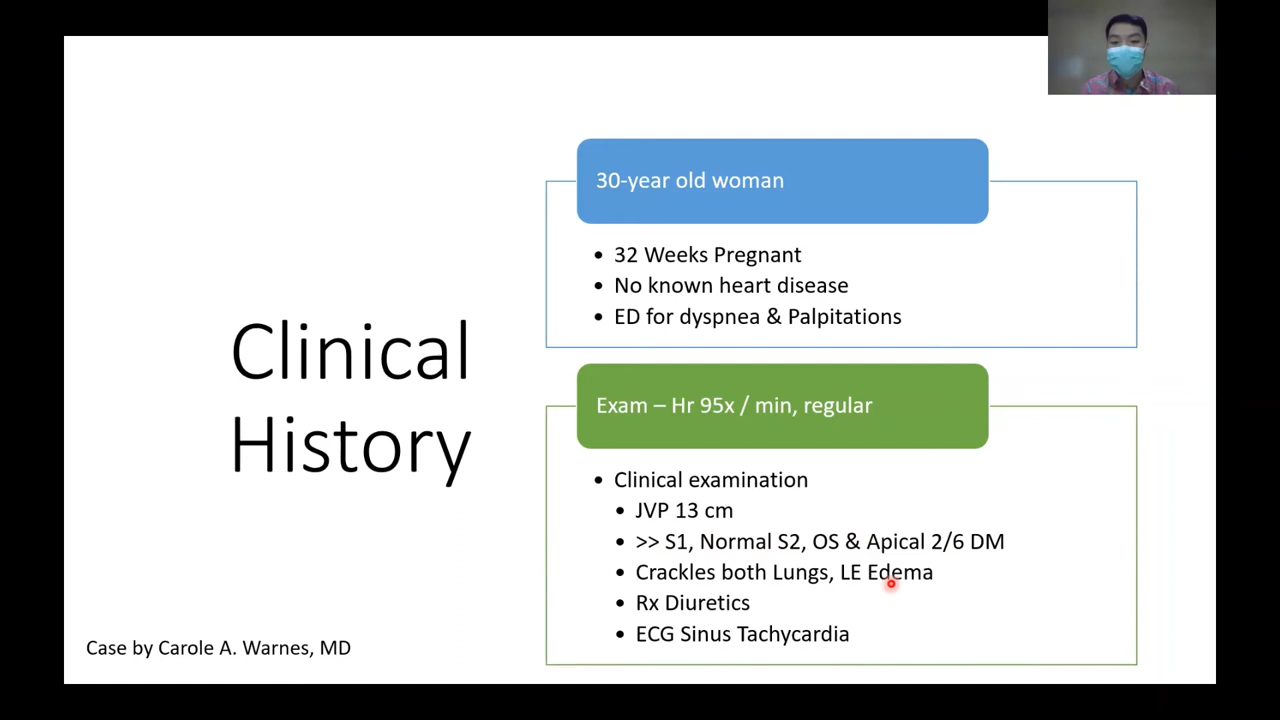 Clinical
History
30-year old woman
• 32 Weeks Pregnant
• No known heart disease
• ED for dyspnea & Palpitations
Exam – Hr 95x / min, regular
• Clinical examination
• JVP 13 cm
• >> S1, Normal S2, OS & Apical 2/6 DM
• Crackles both Lungs, LE Edema
• Rx Diuretics
• ECG Sinus Tachycardia
Case by Carole A. Warnes, MD